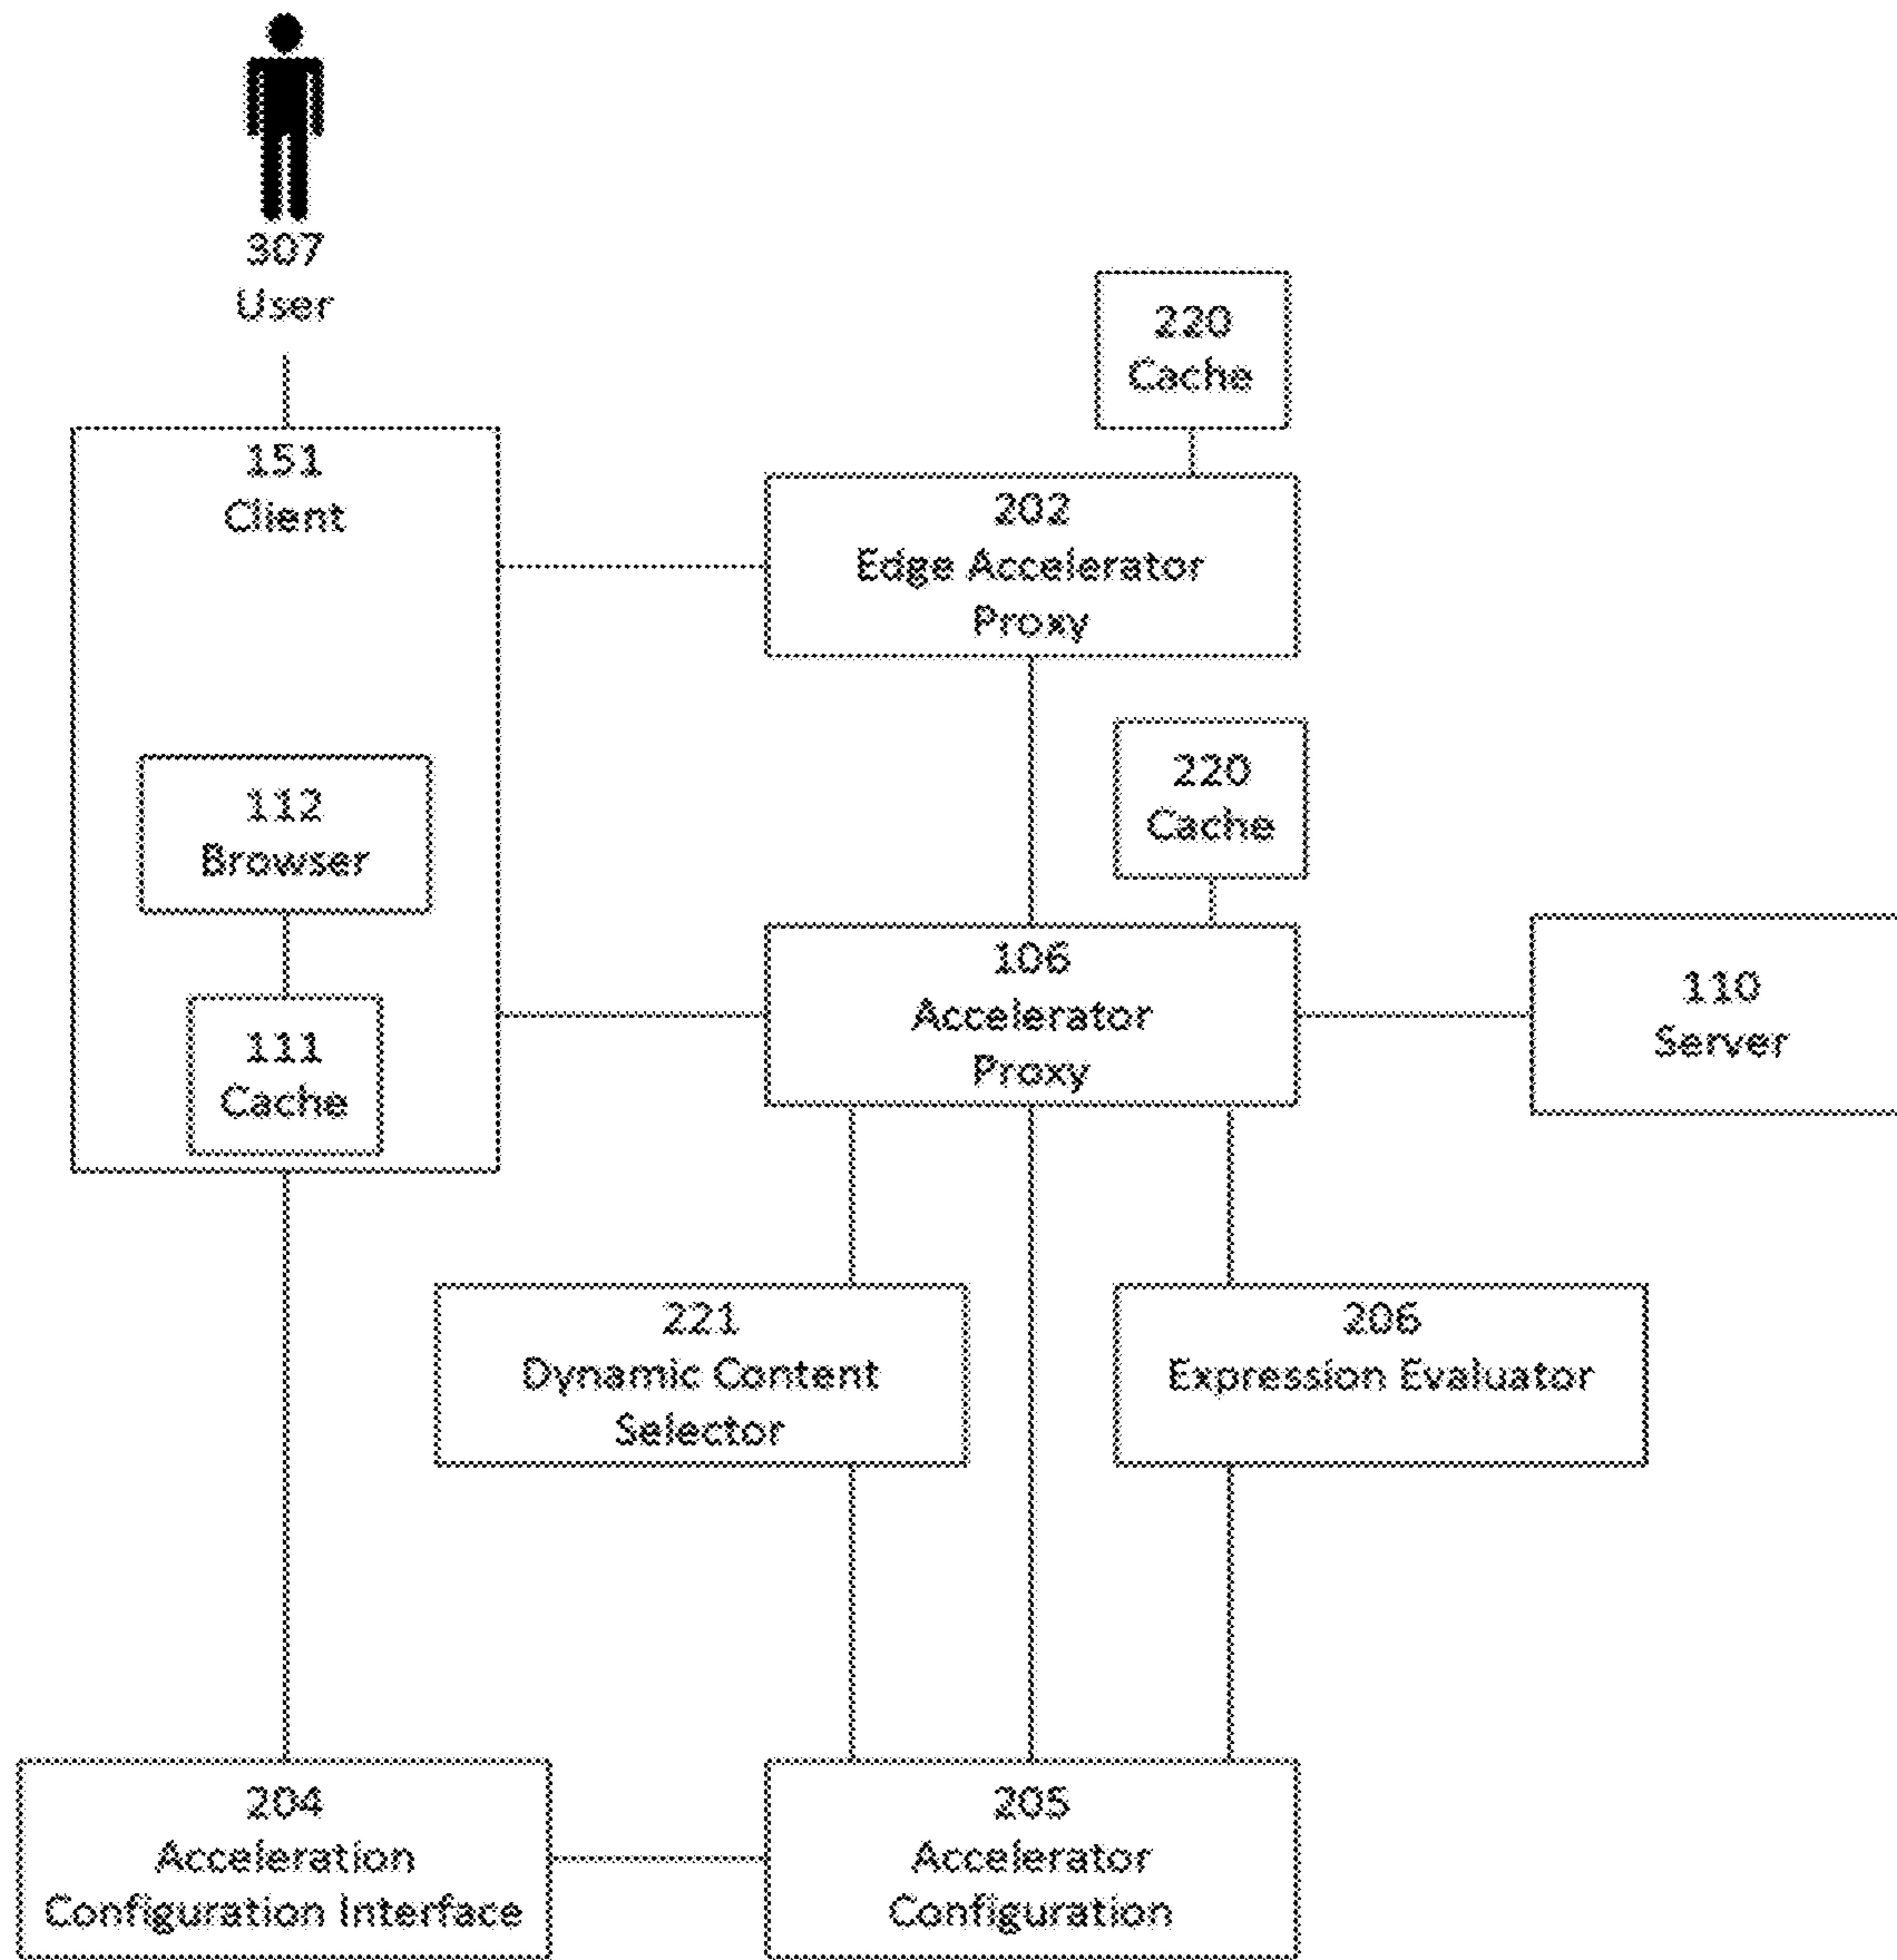 307
User
220
Cache
151
Client
202
Edge Accelerator
Proxy
220
Cache
112
Browser
106
Accelerator
Proxy
110
Server
111
Cache
221
Dynamic Content
Selector
206
Expression Evaluator
204
Acceleration
Configuration Interface
205
Accelerator
Configuration